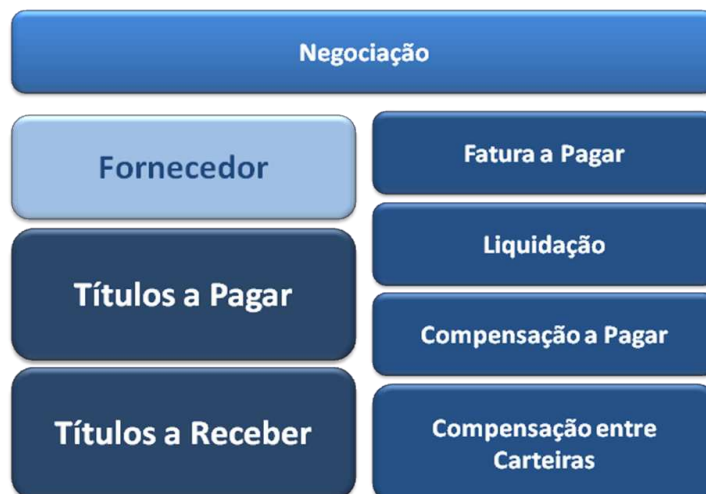 Negociação
Fornecedor
Títulos a Pagar
Títulos a Receber
Fatura a Pagar
Liquidação
Compensação a Pagar
Compensação entre
Carteiras